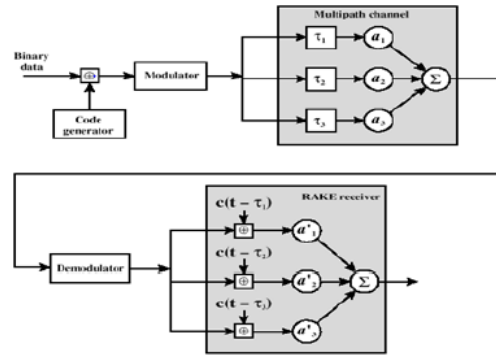 Multipath channel
Binary
data
⊕
Modulator
Code
generator
τ₁
a₁
τ₂
a₂
τ₃
a₃
Σ
Demodulator
RAKE receiver
c(t − τ₁)
⊕
a'₁
c(t − τ₂)
⊕
a'₂
c(t − τ₃)
⊕
a'₃
Σ